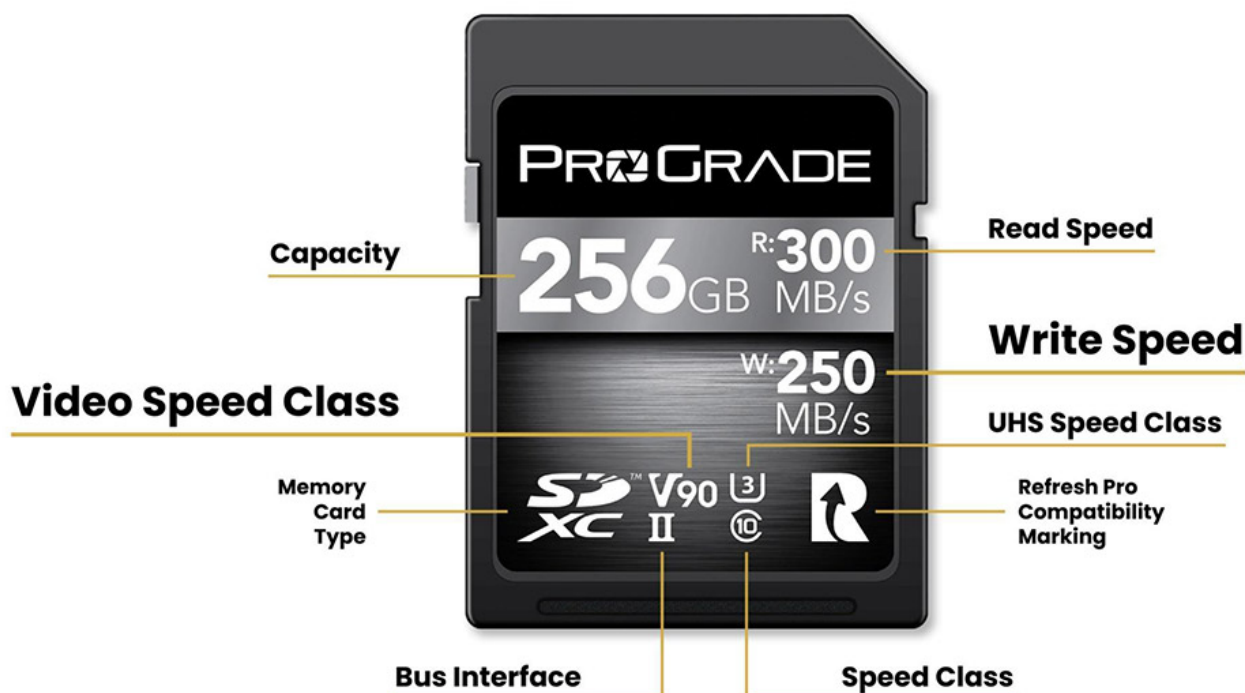 PROGRADE
Capacity
256GB
R:300
MB/s
Read Speed
W:250
MB/s
Write Speed
Video Speed Class
UHS Speed Class
Memory
Card
Type
SD™
XC
V90
II
3
10
R
Refresh Pro
Compatibility
Marking
Bus Interface
Speed Class